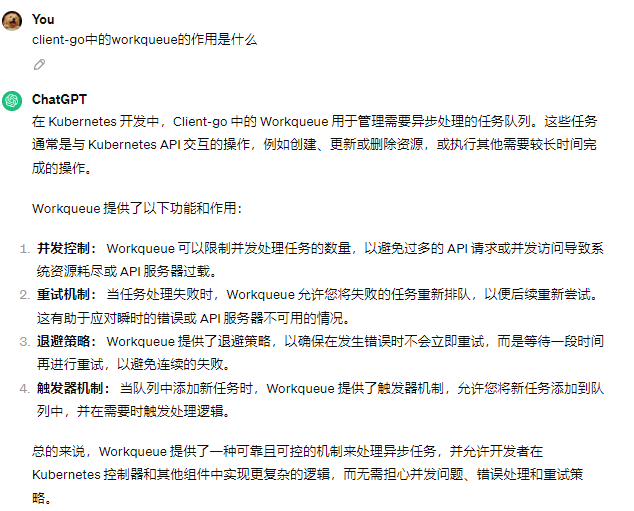 You
client-go中的workqueue的作用是什么
ChatGPT
在 Kubernetes 开发中，Client-go 中的 Workqueue 用于管理需要异步处理的任务队列。这些任务
通常是与 Kubernetes API 交互的操作，例如创建、更新或删除资源，或执行其他需要较长时间完
成的操作。
Workqueue 提供了以下功能和作用：
1. 并发控制： Workqueue 可以限制并发处理任务的数量，以避免过多的 API 请求或并发访问导致系
统资源耗尽或 API 服务器过载。
2. 重试机制： 当任务处理失败时，Workqueue 允许您将失败的任务重新排队，以便后续重新尝试。
这有助于应对瞬时的错误或 API 服务器不可用的情况。
3. 退避策略： Workqueue 提供了退避策略，以确保在发生错误时不会立即重试，而是等待一段时间
再进行重试，以避免连续的失败。
4. 触发器机制： 当队列中添加新任务时，Workqueue 提供了触发器机制，允许您将新任务添加到队
列中，并在需要时触发处理逻辑。
总的来说，Workqueue 提供了一种可靠且可控的机制来处理异步任务，并允许开发者在
Kubernetes 控制器和其他组件中实现更复杂的逻辑，而无需担心并发问题、错误处理和重试策
略。